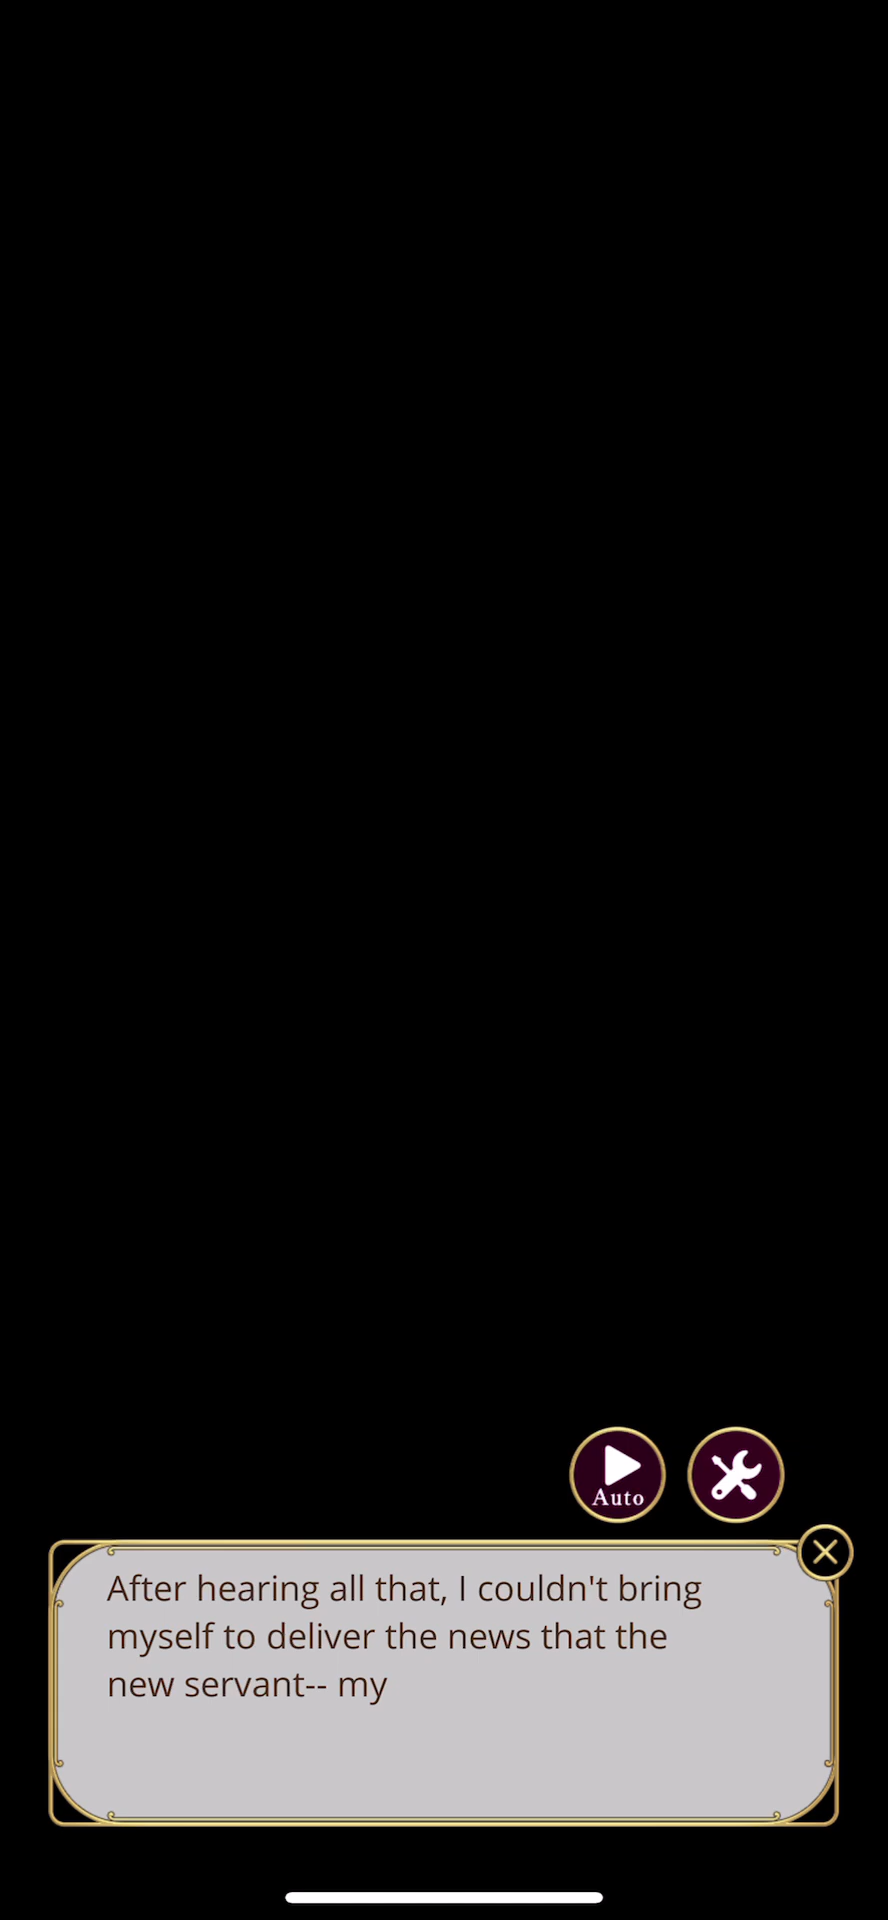 Auto
After hearing all that, I couldn't bring
myself to deliver the news that the
new servant-- my